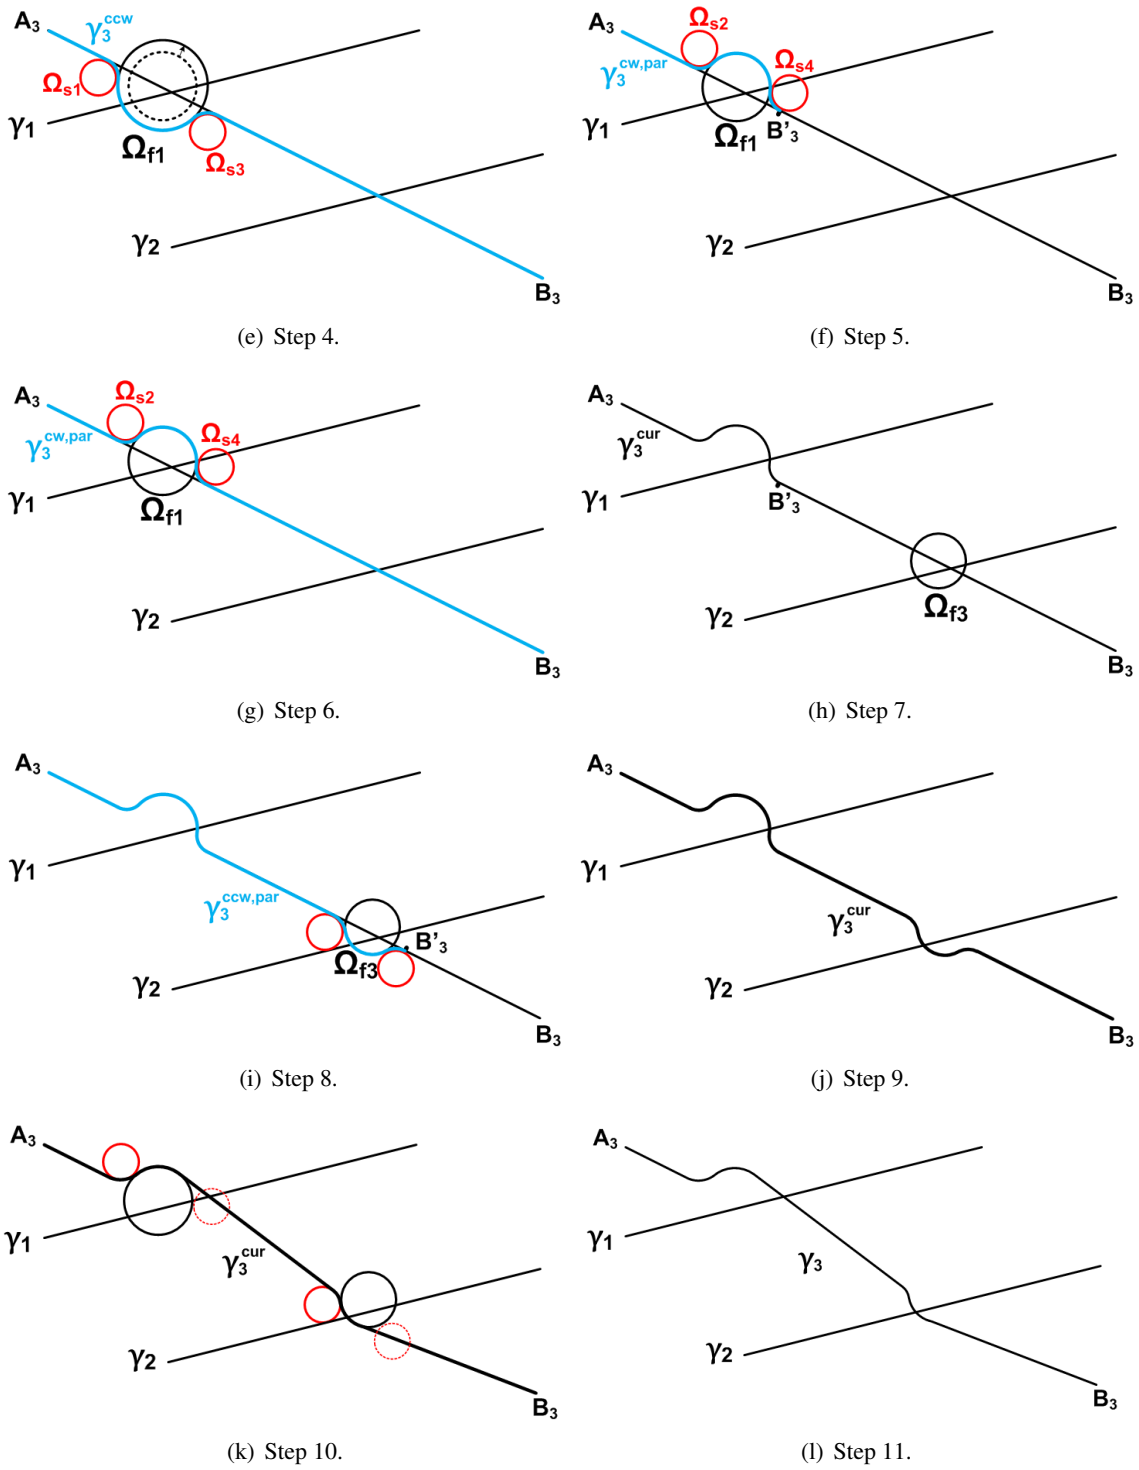 A₃ γ₃ᶜᶜʷ
Ωs1
γ₁ Ωf1
Ωs3
γ₂
B₃
(e) Step 4.
A₃ Ωs2
γ₃ᶜʷ,ᵖᵃʳ Ωs4
γ₁ Ωf1 B'₃
γ₂
B₃
(f) Step 5.
A₃ Ωs2
γ₃ᶜʷ,ᵖᵃʳ Ωs4
γ₁ Ωf1
γ₂
B₃
(g) Step 6.
A₃
γ₃ᶜᵘʳ
γ₁ B'₃
γ₂ Ωf3
B₃
(h) Step 7.
A₃
γ₁
γ₃ᶜᶜʷ,ᵖᵃʳ
Ωf3 B'₃
γ₂
B₃
(i) Step 8.
A₃
γ₁
γ₃ᶜᵘʳ
γ₂
B₃
(j) Step 9.
A₃
γ₁
γ₃ᶜᵘʳ
γ₂
B₃
(k) Step 10.
A₃
γ₁
γ₃
γ₂
B₃
(l) Step 11.